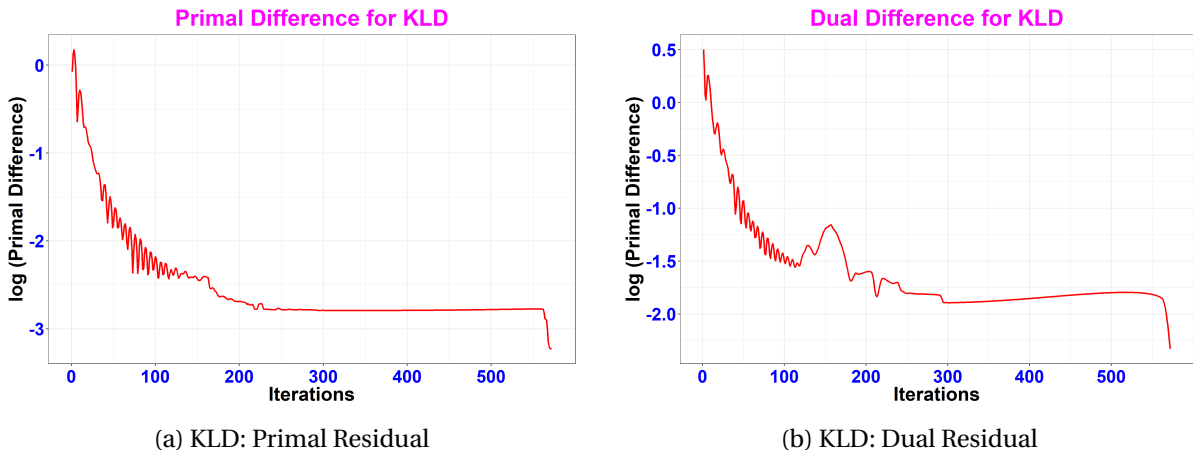 Primal Difference for KLD
log (Primal Difference)
0
-1
-2
-3
0 100 200 300 400 500
Iterations
(a) KLD: Primal Residual
Dual Difference for KLD
log (Primal Difference)
0.5
0.0
-0.5
-1.0
-1.5
-2.0
0 100 200 300 400 500
Iterations
(b) KLD: Dual Residual